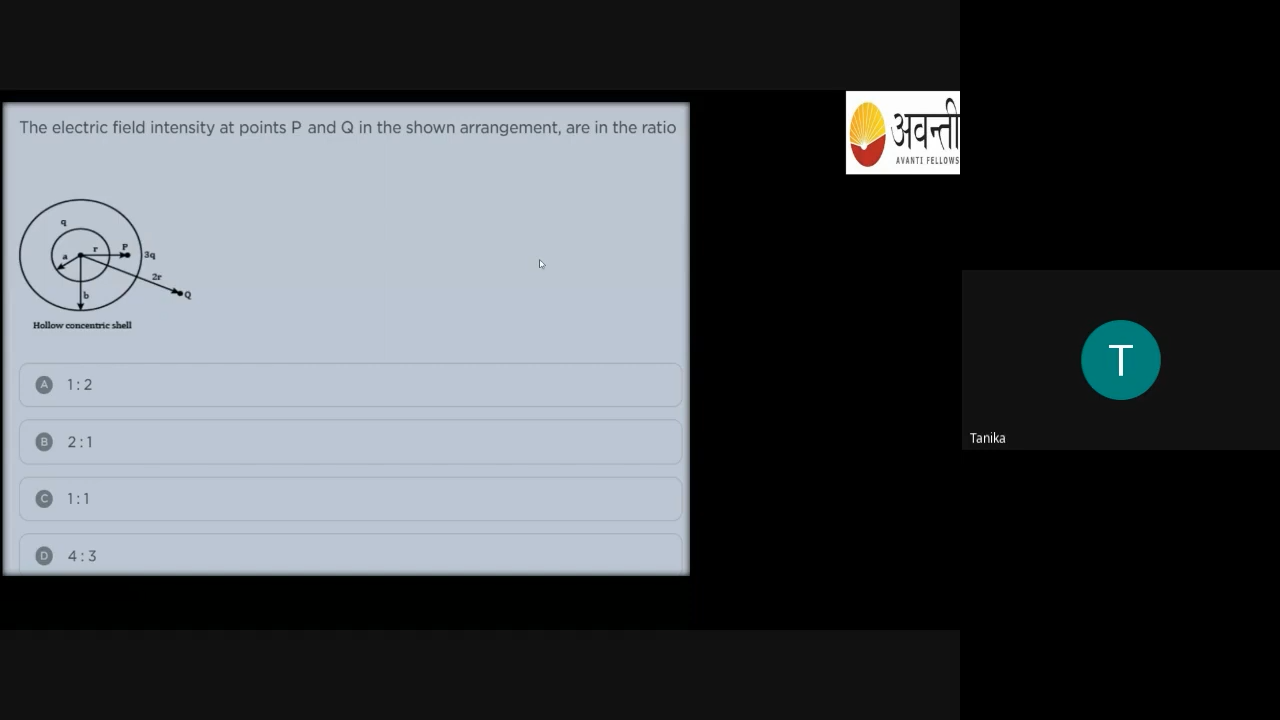 The electric field intensity at points P and Q in the shown arrangement, are in the ratio
अवन्ती
AVANTI FELLOWS
q
r
P
a
3q
2r
b
Q
Hollow concentric shell
A 1 : 2
B 2 : 1
C 1 : 1
D 4 : 3
T
Tanika